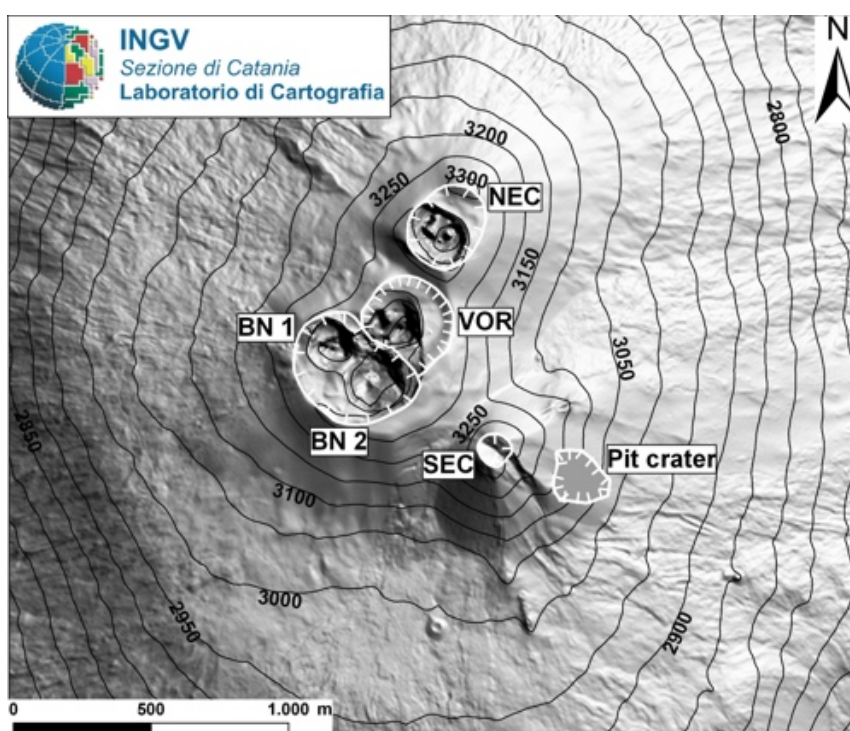 INGV
Sezione di Catania
Laboratorio di Cartografia
N
2800
3200
3300
3250
NEC
3150
BN 1
VOR
3050
2850
3250
BN 2
SEC
Pit crater
3100
3000
2950
2900
0 500 1.000 m